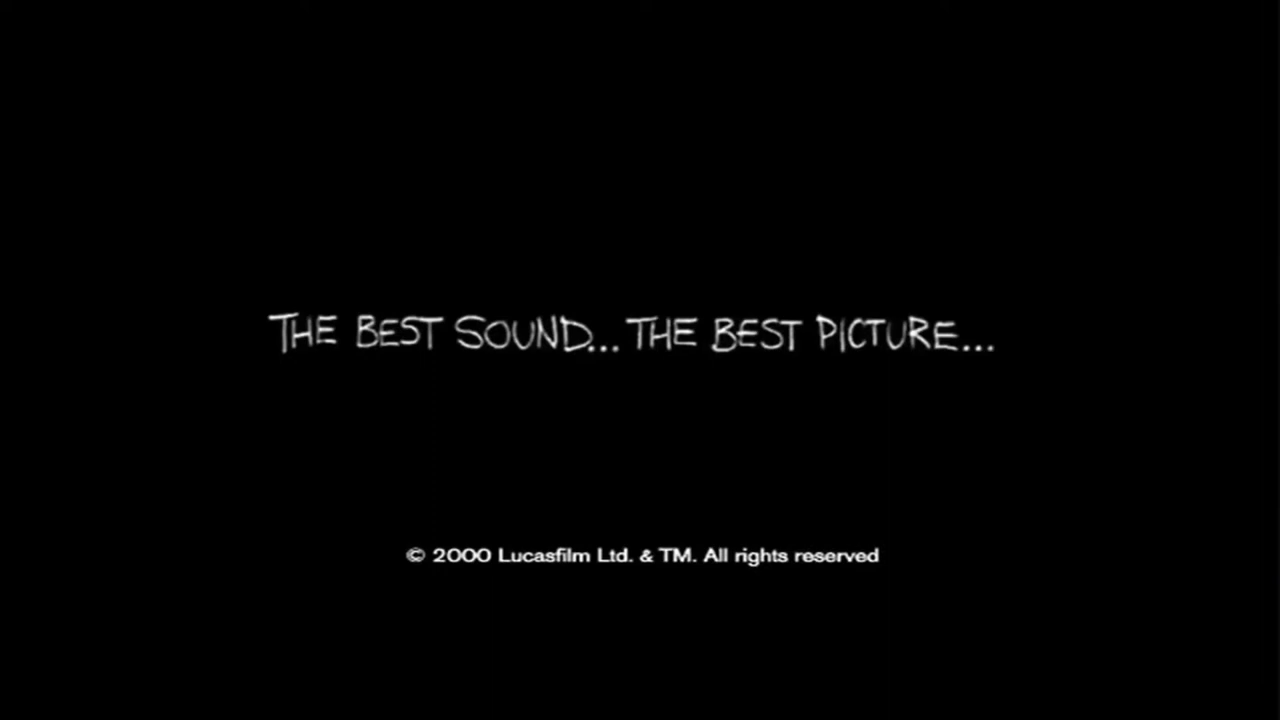 THE BEST SOUND... THE BEST PICTURE...
© 2000 Lucasfilm Ltd. & TM. All rights reserved